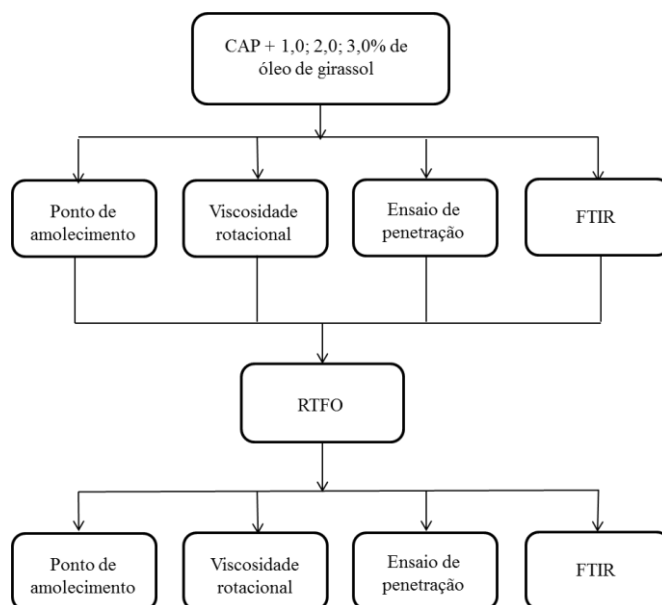 CAP + 1,0; 2,0; 3,0% de
óleo de girassol
Ponto de
amolecimento
Viscosidade
rotacional
Ensaio de
penetração
FTIR
RTFO
Ponto de
amolecimento
Viscosidade
rotacional
Ensaio de
penetração
FTIR